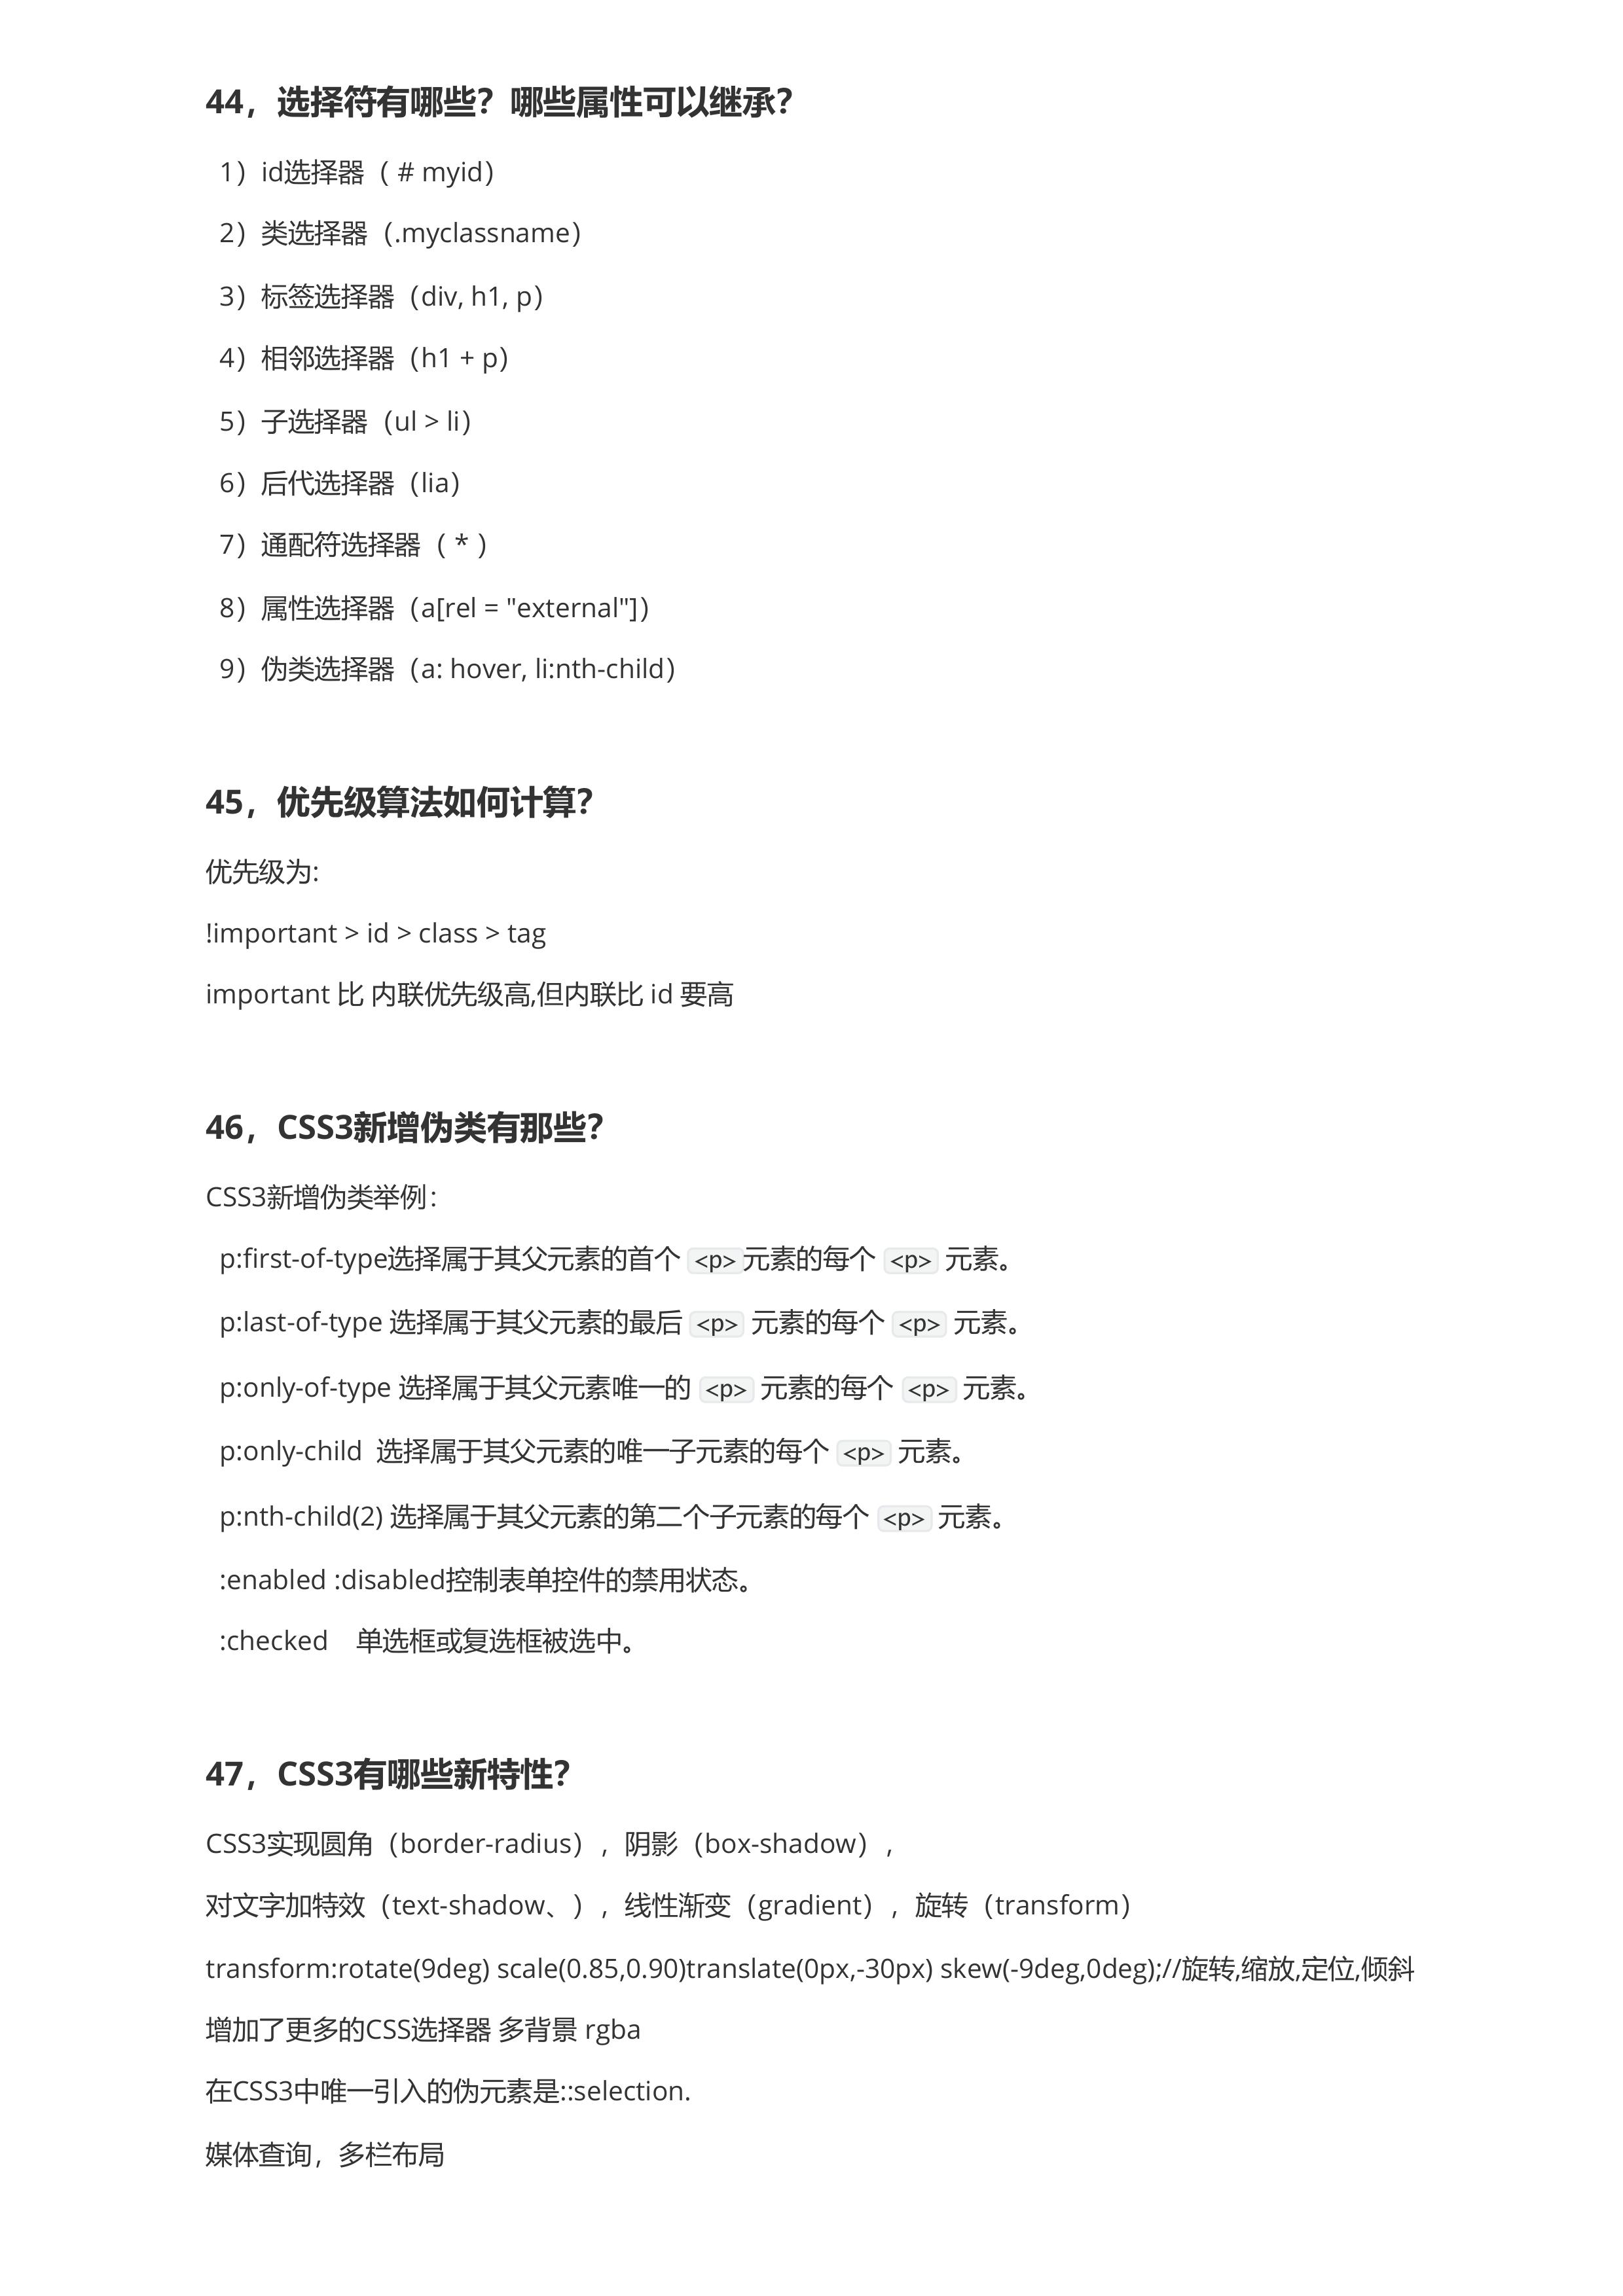 44，选择符有哪些？哪些属性可以继承？
1）id选择器（ # myid）
2）类选择器（.myclassname）
3）标签选择器（div, h1, p）
4）相邻选择器（h1 + p）
5）子选择器（ul > li）
6）后代选择器（lia）
7）通配符选择器（ * ）
8）属性选择器（a[rel = "external"]）
9）伪类选择器（a: hover, li:nth-child）
45，优先级算法如何计算？
优先级为:
!important > id > class > tag
important 比 内联优先级高,但内联比 id 要高
46，CSS3新增伪类有那些？
CSS3新增伪类举例：
p:first-of-type选择属于其父元素的首个 <p>元素的每个 <p> 元素。
p:last-of-type 选择属于其父元素的最后 <p> 元素的每个 <p> 元素。
p:only-of-type 选择属于其父元素唯一的 <p> 元素的每个 <p> 元素。
p:only-child  选择属于其父元素的唯一子元素的每个 <p> 元素。
p:nth-child(2) 选择属于其父元素的第二个子元素的每个 <p> 元素。
:enabled :disabled控制表单控件的禁用状态。
:checked    单选框或复选框被选中。
47，CSS3有哪些新特性？
CSS3实现圆角（border-radius），阴影（box-shadow），
对文字加特效（text-shadow、），线性渐变（gradient），旋转（transform）
transform:rotate(9deg) scale(0.85,0.90)translate(0px,-30px) skew(-9deg,0deg);//旋转,缩放,定位,倾斜
增加了更多的CSS选择器 多背景 rgba
在CSS3中唯一引入的伪元素是::selection.
媒体查询，多栏布局